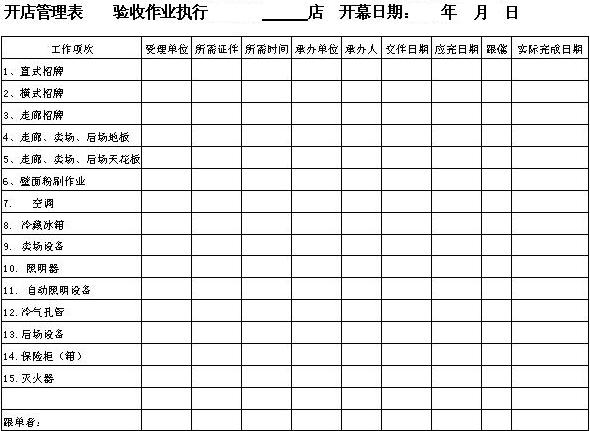 开店管理表 验收作业执行 _____店 开幕日期： 年 月 日
工作项次 受理单位 所需证件 所需时间 承办单位 承办人 交件日期 应完日期 跟催 实际完成日期
1、直式招牌
2、横式招牌
3、走廊招牌
4、走廊、卖场、后场地板
5、走廊、卖场、后场天花板
6、壁面粉刷作业
7. 空调
8. 冷藏冰箱
9. 卖场设备
10. 照明器
11. 自动照明设备
12.冷气孔管
13.后场设备
14.保险柜（箱）
15.灭火器
跟单者：